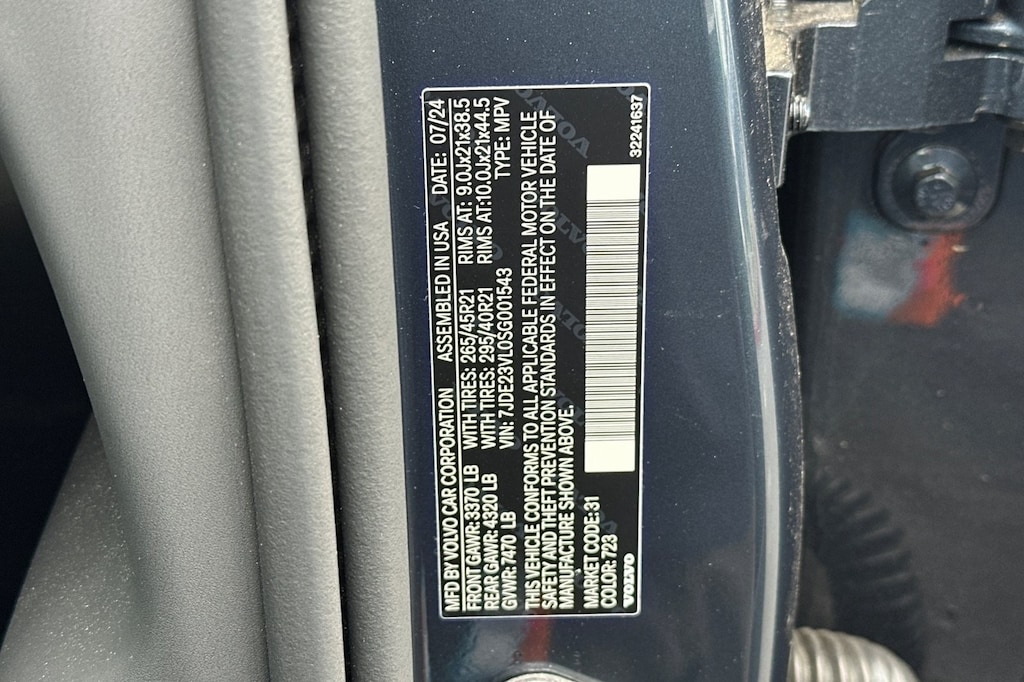 MFD BY VOLVO CAR CORPORATION ASSEMBLED IN USA DATE: 07/24
FRONT GAWR: 3370 LB WITH TIRES: 265/45R21 RIMS AT: 9.0Jx21x38.5
REAR GAWR: 4320 LB WITH TIRES: 295/40R21 RIMS AT:10.0Jx21x44.5
GVWR: 7470 LB VIN: 7JDE23VL0SG001543 TYPE: MPV
THIS VEHICLE CONFORMS TO ALL APPLICABLE FEDERAL MOTOR VEHICLE
SAFETY AND THEFT PREVENTION STANDARDS IN EFFECT ON THE DATE OF
MANUFACTURE SHOWN ABOVE.
MARKET CODE:31
COLOR: 723
VOLVO
32241637